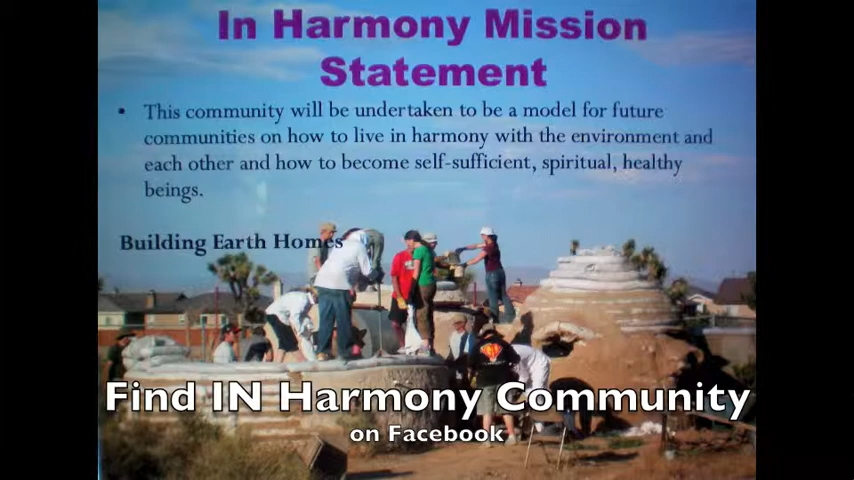 In Harmony Mission
Statement
• This community will be undertaken to be a model for future
communities on how to live in harmony with the environment and
each other and how to become self-sufficient, spiritual, healthy
beings.
Building Earth Homes
Find IN Harmony Community
on Facebook